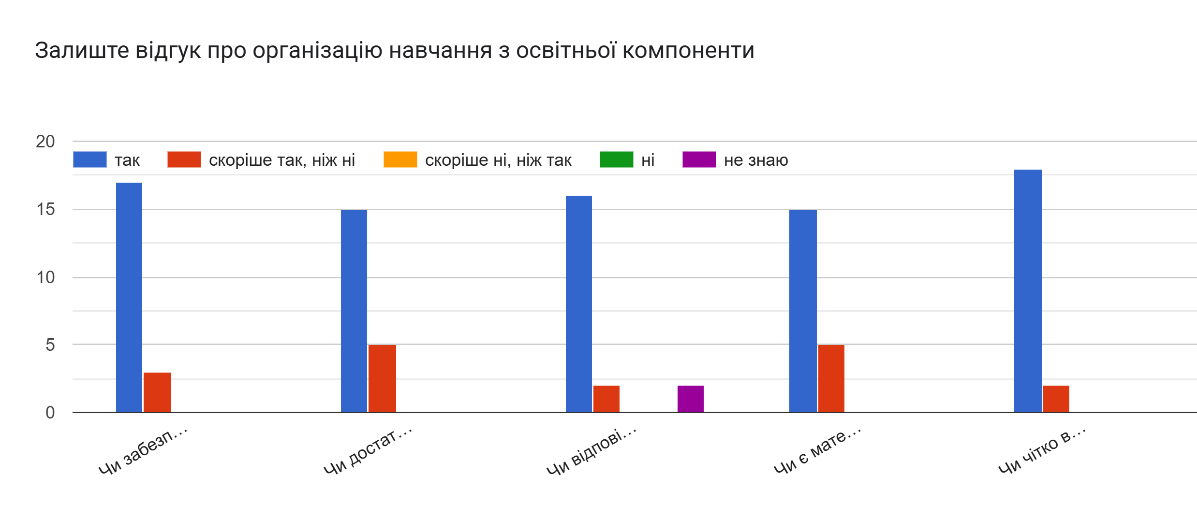 Залиште відгук про організацію навчання з освітньої компоненти
20
так
скоріше так, ніж ні
скоріше ні, ніж так
ні
не знаю
15
10
5
0
Чи забезп…
Чи достат…
Чи відпові…
Чи є мате…
Чи чітко в…